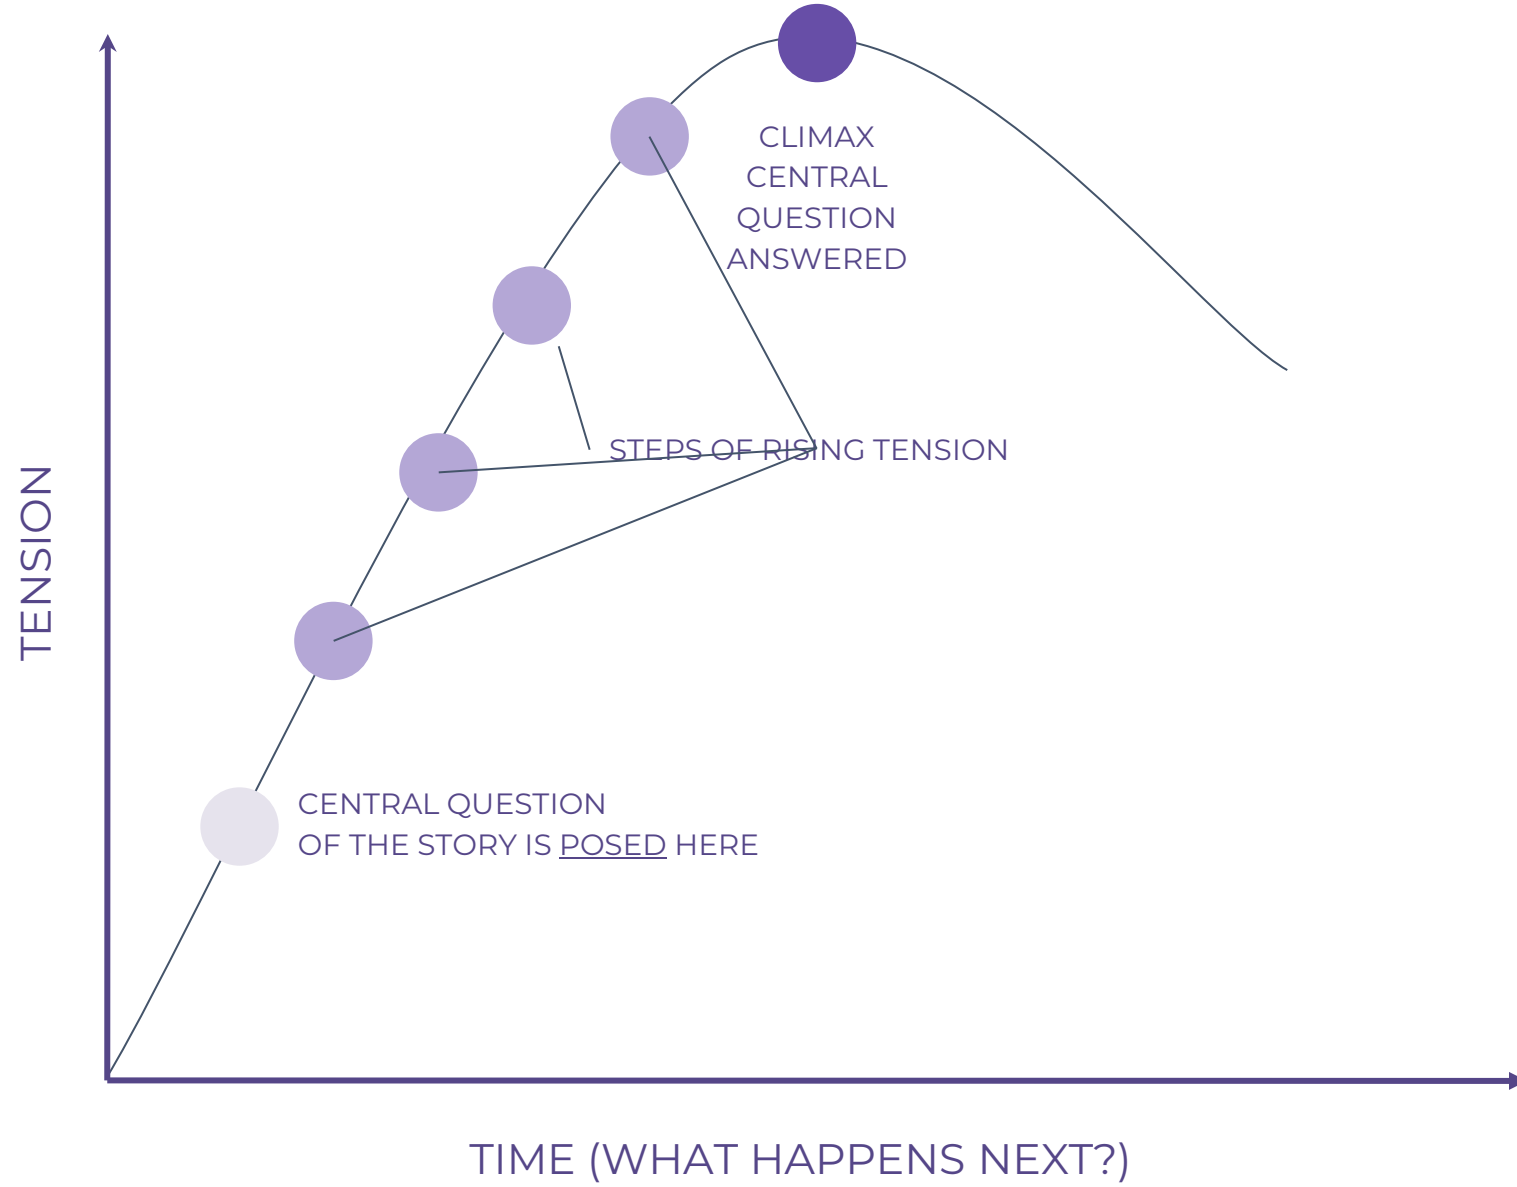 CLIMAX
CENTRAL
QUESTION
ANSWERED
STEPS OF RISING TENSION
TENSION
CENTRAL QUESTION
OF THE STORY IS POSED HERE
TIME (WHAT HAPPENS NEXT?)